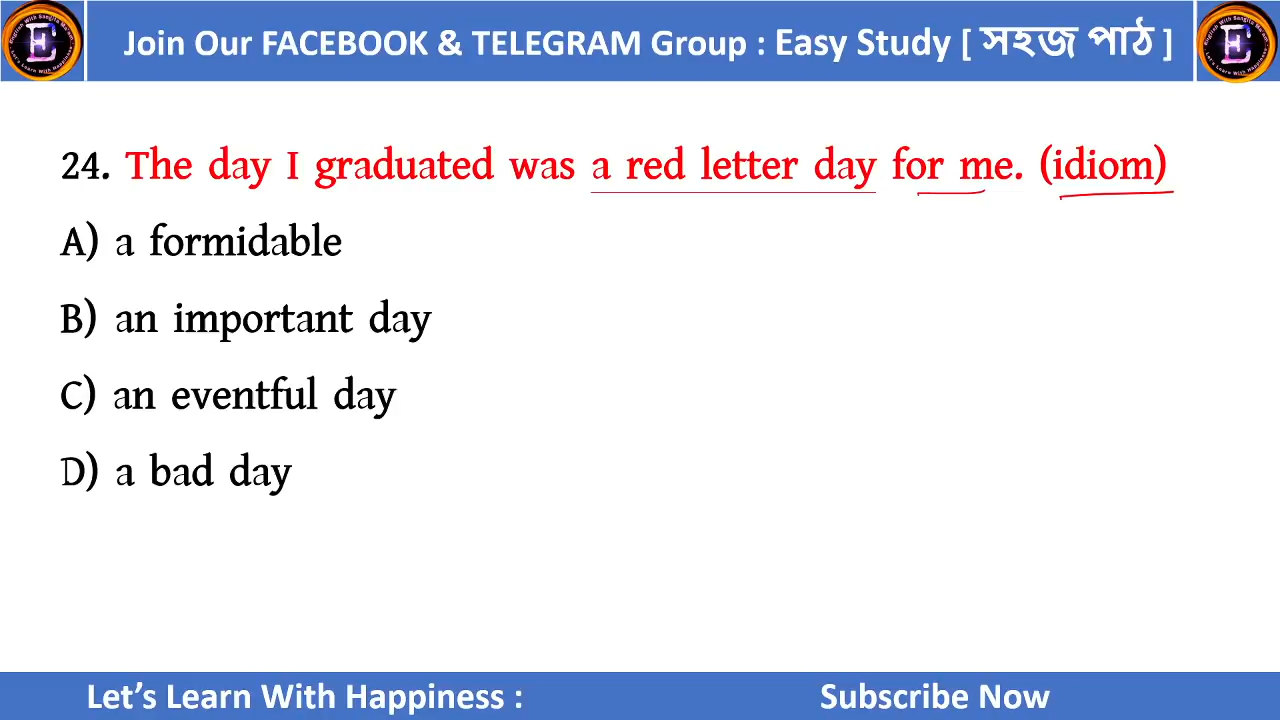 Join Our FACEBOOK & TELEGRAM Group : Easy Study [ সহজ পাঠ ]
24. The day I graduated was a red letter day for me. (idiom)
A) a formidable
B) an important day
C) an eventful day
D) a bad day
Let's Learn With Happiness :
Subscribe Now